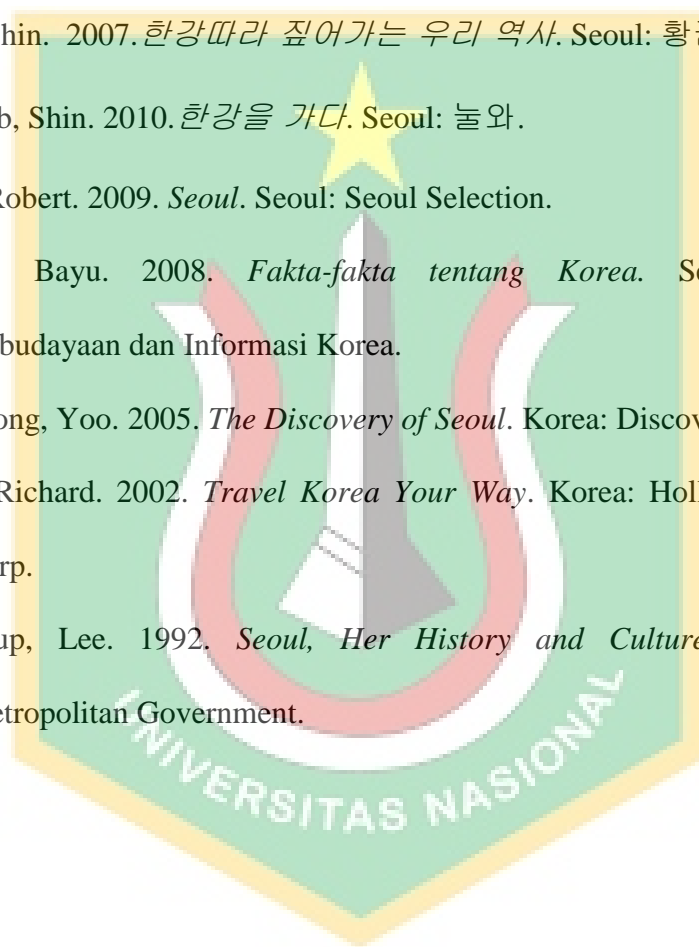 hin. 2007.한강따라 짚어가는 우리 역사. Seoul: 황
b, Shin. 2010.한강을 가다. Seoul: 눌와.
Robert. 2009. Seoul. Seoul: Seoul Selection.
Bayu. 2008. Fakta-fakta tentang Korea. Se
budayaan dan Informasi Korea.
ong, Yoo. 2005. The Discovery of Seoul. Korea: Discov
Richard. 2002. Travel Korea Your Way. Korea: Holl
rp.
up, Lee. 1992. Seoul, Her History and Culture
etropolitan Government.
UNIVERSITAS NASIONAL